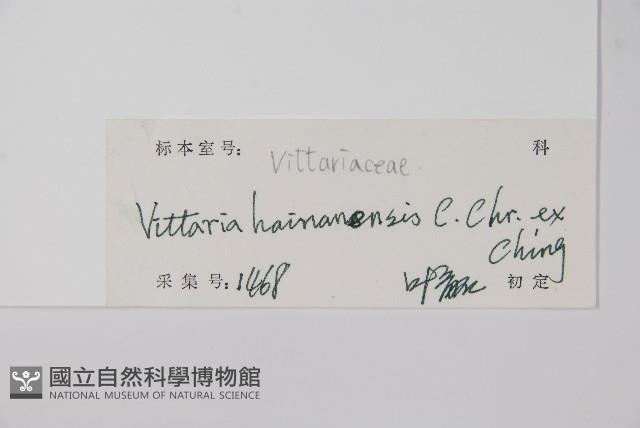 标本室号: Vittariaceae 科
Vittaria hainanensis C. Chr. ex
Ching
采集号: 1468 初定
國立自然科學博物館
NATIONAL MUSEUM OF NATURAL SCIENCE